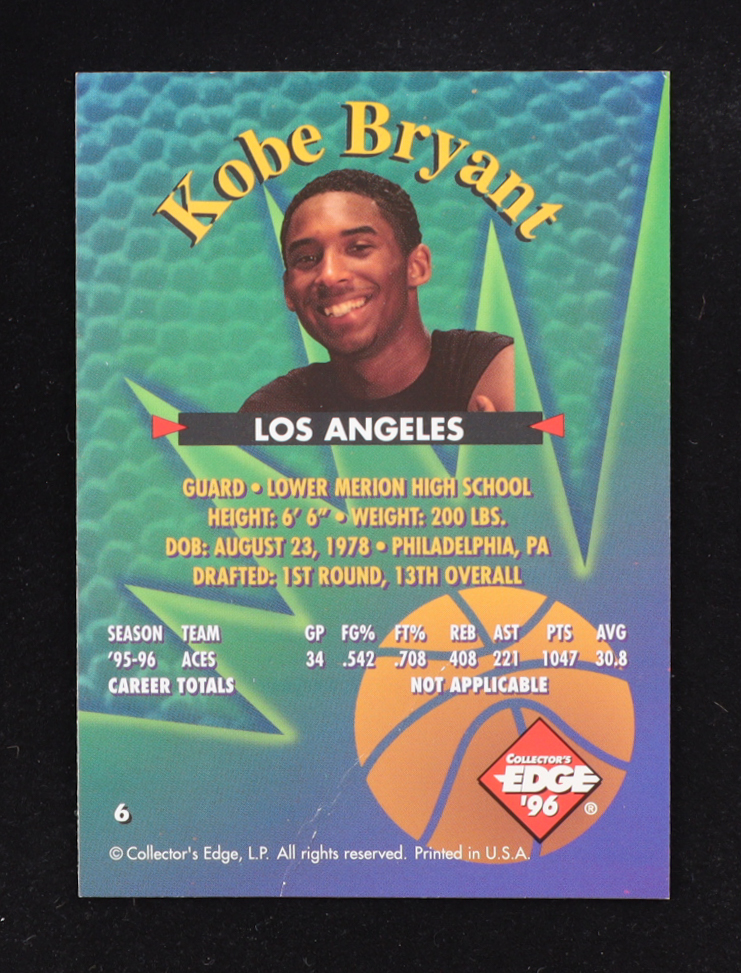 Kobe Bryant
LOS ANGELES
GUARD • LOWER MERION HIGH SCHOOL
HEIGHT: 6' 6" • WEIGHT: 200 LBS.
DOB: AUGUST 23, 1978 • PHILADELPHIA, PA
DRAFTED: 1ST ROUND, 13TH OVERALL
SEASON TEAM GP FG% FT% REB AST PTS AVG
'95-96 ACES 34 .542 .708 408 221 1047 30.8
CAREER TOTALS NOT APPLICABLE
COLLECTOR'S
EDGE
'96 ®
6
© Collector's Edge, L.P. All rights reserved. Printed in U.S.A.